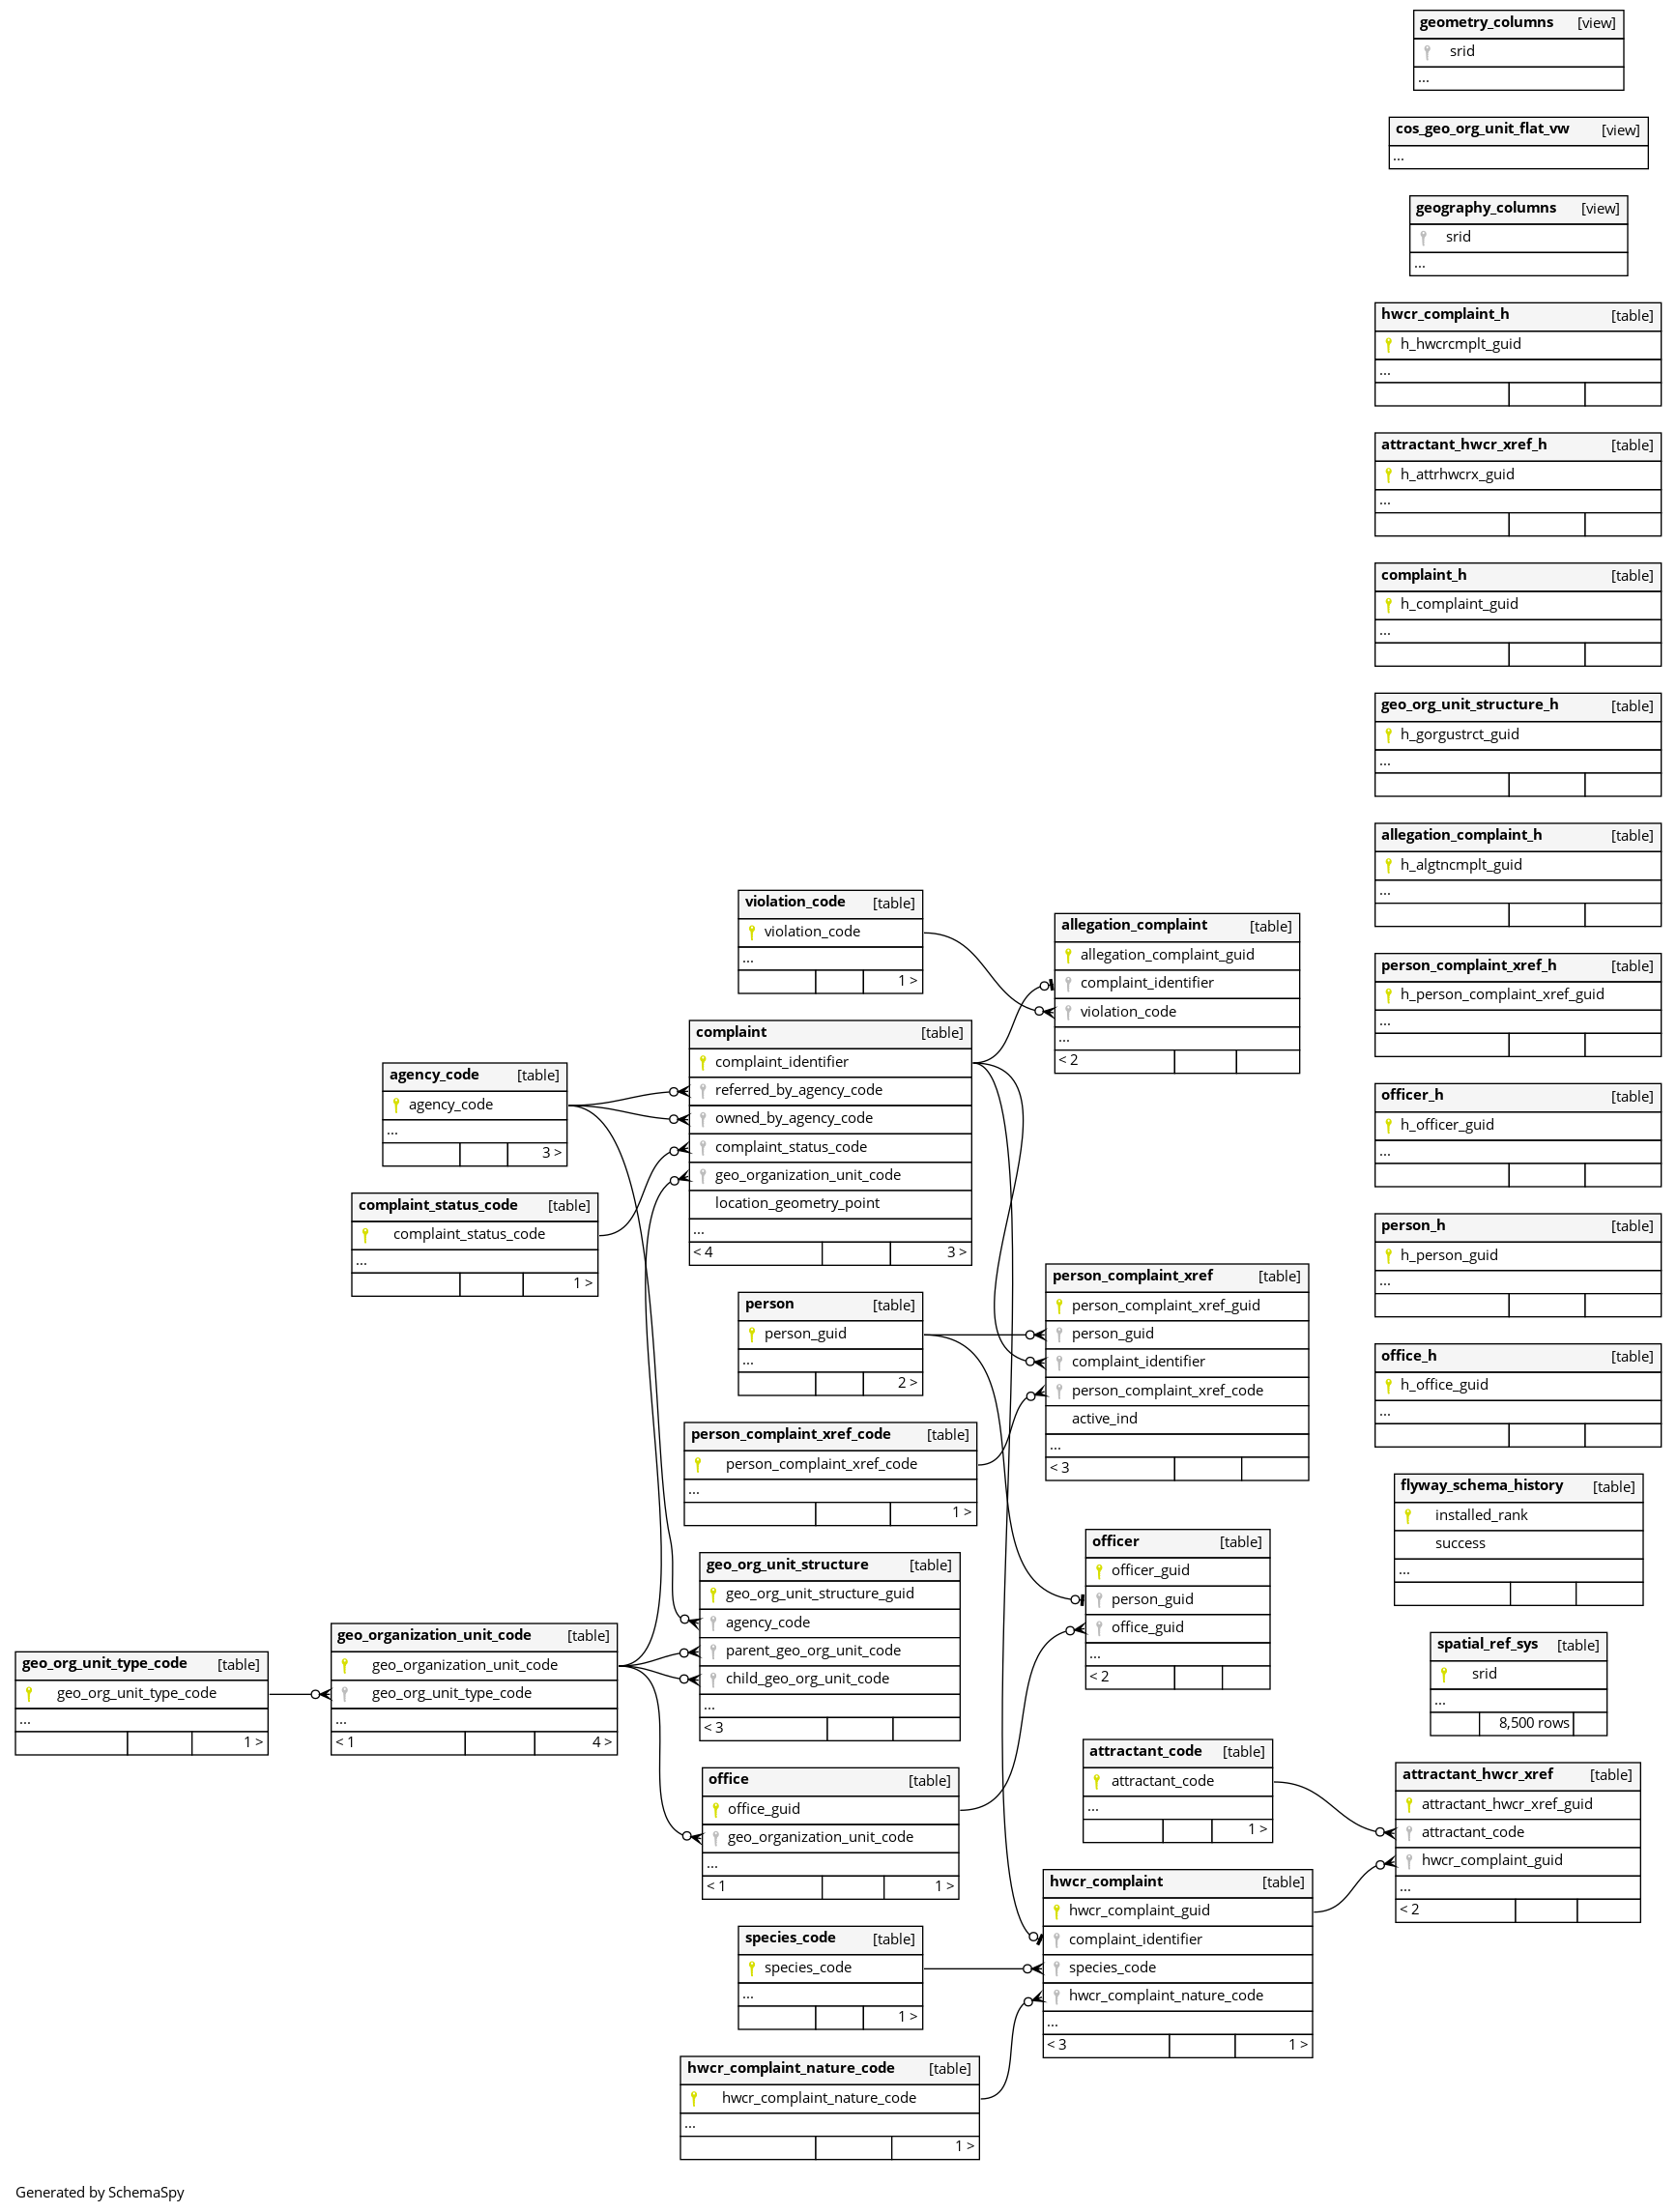 geometry_columns [view]
srid
...
cos_geo_org_unit_flat_vw [view]
...
geography_columns [view]
srid
...
hwcr_complaint_h [table]
h_hwcrcmplt_guid
...
attractant_hwcr_xref_h [table]
h_attrhwcrx_guid
...
complaint_h [table]
h_complaint_guid
...
geo_org_unit_structure_h [table]
h_gorgustrct_guid
...
allegation_complaint_h [table]
h_algtncmplt_guid
...
person_complaint_xref_h [table]
h_person_complaint_xref_guid
...
officer_h [table]
h_officer_guid
...
person_h [table]
h_person_guid
...
office_h [table]
h_office_guid
...
flyway_schema_history [table]
installed_rank
success
...
spatial_ref_sys [table]
srid
...
8,500 rows
attractant_hwcr_xref [table]
attractant_hwcr_xref_guid
attractant_code
hwcr_complaint_guid
...
< 2
violation_code [table]
violation_code
...
1 >
allegation_complaint [table]
allegation_complaint_guid
complaint_identifier
violation_code
...
< 2
complaint [table]
complaint_identifier
referred_by_agency_code
owned_by_agency_code
complaint_status_code
geo_organization_unit_code
location_geometry_point
...
< 4 3 >
agency_code [table]
agency_code
...
3 >
complaint_status_code [table]
complaint_status_code
...
1 >
person [table]
person_guid
...
2 >
person_complaint_xref [table]
person_complaint_xref_guid
person_guid
complaint_identifier
person_complaint_xref_code
active_ind
...
< 3
person_complaint_xref_code [table]
person_complaint_xref_code
...
1 >
officer [table]
officer_guid
person_guid
office_guid
...
< 2
geo_org_unit_structure [table]
geo_org_unit_structure_guid
agency_code
parent_geo_org_unit_code
child_geo_org_unit_code
...
< 3
geo_organization_unit_code [table]
geo_organization_unit_code
geo_org_unit_type_code
...
< 1 4 >
geo_org_unit_type_code [table]
geo_org_unit_type_code
...
1 >
office [table]
office_guid
geo_organization_unit_code
...
< 1 1 >
attractant_code [table]
attractant_code
...
1 >
hwcr_complaint [table]
hwcr_complaint_guid
complaint_identifier
species_code
hwcr_complaint_nature_code
...
< 3 1 >
species_code [table]
species_code
...
1 >
hwcr_complaint_nature_code [table]
hwcr_complaint_nature_code
...
1 >
Generated by SchemaSpy